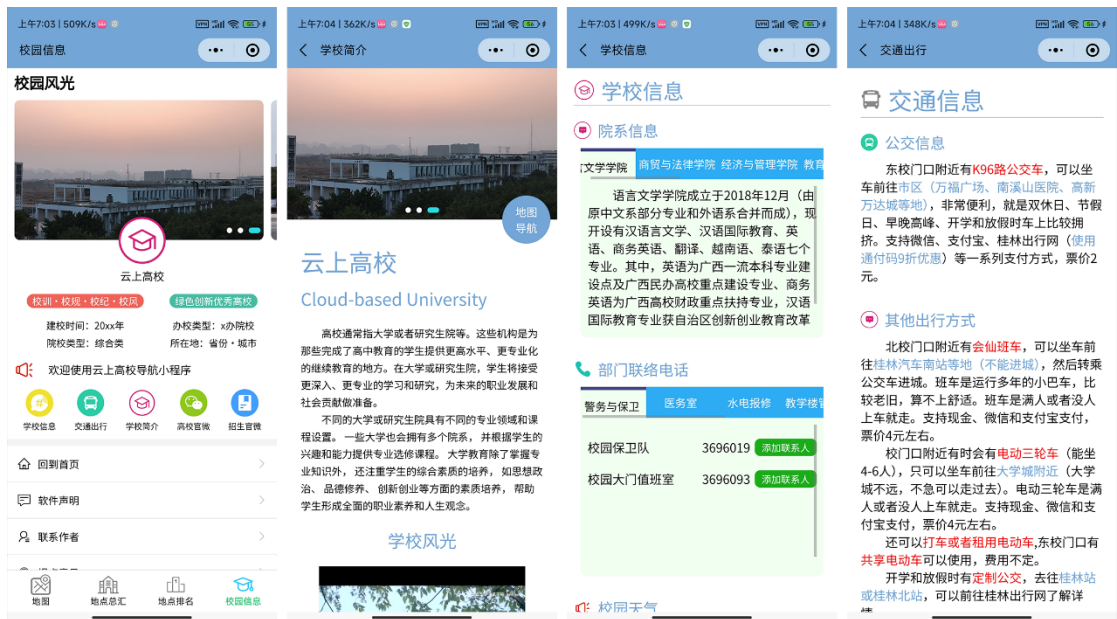 上午7:03 | 509K/s
校园信息
校园风光
云上高校
校训·校规·校纪·校风
绿色创新优秀高校
建校时间：20xx年
办校类型：x办院校
院校类型：综合类
所在地：省份·城市
欢迎使用云上高校导航小程序
学校信息
交通出行
学校简介
高校官微
招生官微
回到首页
软件声明
联系作者
地图
地点总汇
地点排名
校园信息
上午7:04 | 362K/s
学校简介
地图
导航
云上高校
Cloud-based University
高校通常指大学或者研究生院等。这些机构是为
那些完成了高中教育的学生提供更高水平、更专业化
的继续教育的地方。在大学或研究生院，学生将接受
更深入、更专业的学习和研究，为未来的职业发展和
社会贡献做准备。
不同的大学或研究生院具有不同的专业领域和课
程设置。 一些大学也会拥有多个院系， 并根据学生的
兴趣和能力提供专业选修课程。 大学教育除了掌握专
业知识外， 还注重学生的综合素质的培养， 如思想政
治、 品德修养、 创新创业等方面的素质培养， 帮助
学生形成全面的职业素养和人生观念。
学校风光
上午7:03 | 499K/s
学校信息
学校信息
院系信息
文学学院
商贸与法律学院
经济与管理学院
教育
语言文学学院成立于2018年12月（由
原中文系部分专业和外语系合并而成），现
开设有汉语言文学、汉语国际教育、英
语、商务英语、翻译、越南语、泰语七个
专业。其中，英语为广西一流本科专业建
设点及广西民办高校重点建设专业、商务
英语为广西高校财政重点扶持专业，汉语
国际教育专业获自治区创新创业教育改革
部门联络电话
警务与保卫
医务室
水电报修
教学楼管
校园保卫队
3696019
添加联系人
校园大门值班室
3696093
添加联系人
校园天气
上午7:04 | 348K/s
交通出行
交通信息
公交信息
东校门口附近有K96路公交车，可以坐
车前往市区（万福广场、南溪山医院、高新
万达城等地），非常便利，就是双休日、节假
日、早晚高峰、开学和放假时车上比较拥
挤。支持微信、支付宝、桂林出行网（使用
通付码9折优惠）等一系列支付方式，票价2
元。
其他出行方式
北校门口附近有会仙班车，可以坐车前
往桂林汽车南站等地（不能进城），然后转乘
公交车进城。班车是运行多年的小巴车，比
较老旧，算不上舒适。班车是满人或者没人
上车就走。支持现金、微信和支付宝支付，
票价4元左右。
校门口附近有时会有电动三轮车（能坐
4-6人），只可以坐车前往大学城附近（大学
城不远，不急可以走过去）。电动三轮车是满
人或者没人上车就走。支持现金、微信和支
付宝支付，票价4元左右。
还可以打车或者租用电动车,东校门口有
共享电动车可以使用，费用不定。
开学和放假时有定制公交，去往桂林站
或桂林北站，可以前往桂林出行网了解详